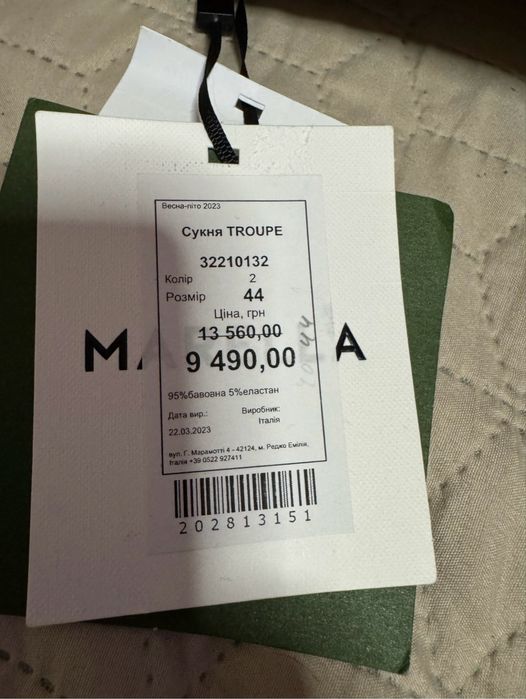 Весна-літо 2023
Сукня TROUPE
32210132
Колір 2
Розмір 44
Ціна, грн
13 560,00
9 490,00
95%бавовна 5%еластан
Дата вир.: Виробник:
22.03.2023 Італія
вул. Г. Марамотті 4 - 42124, м. Реджо Емілія,
Італія +39 0522 927411
202813151